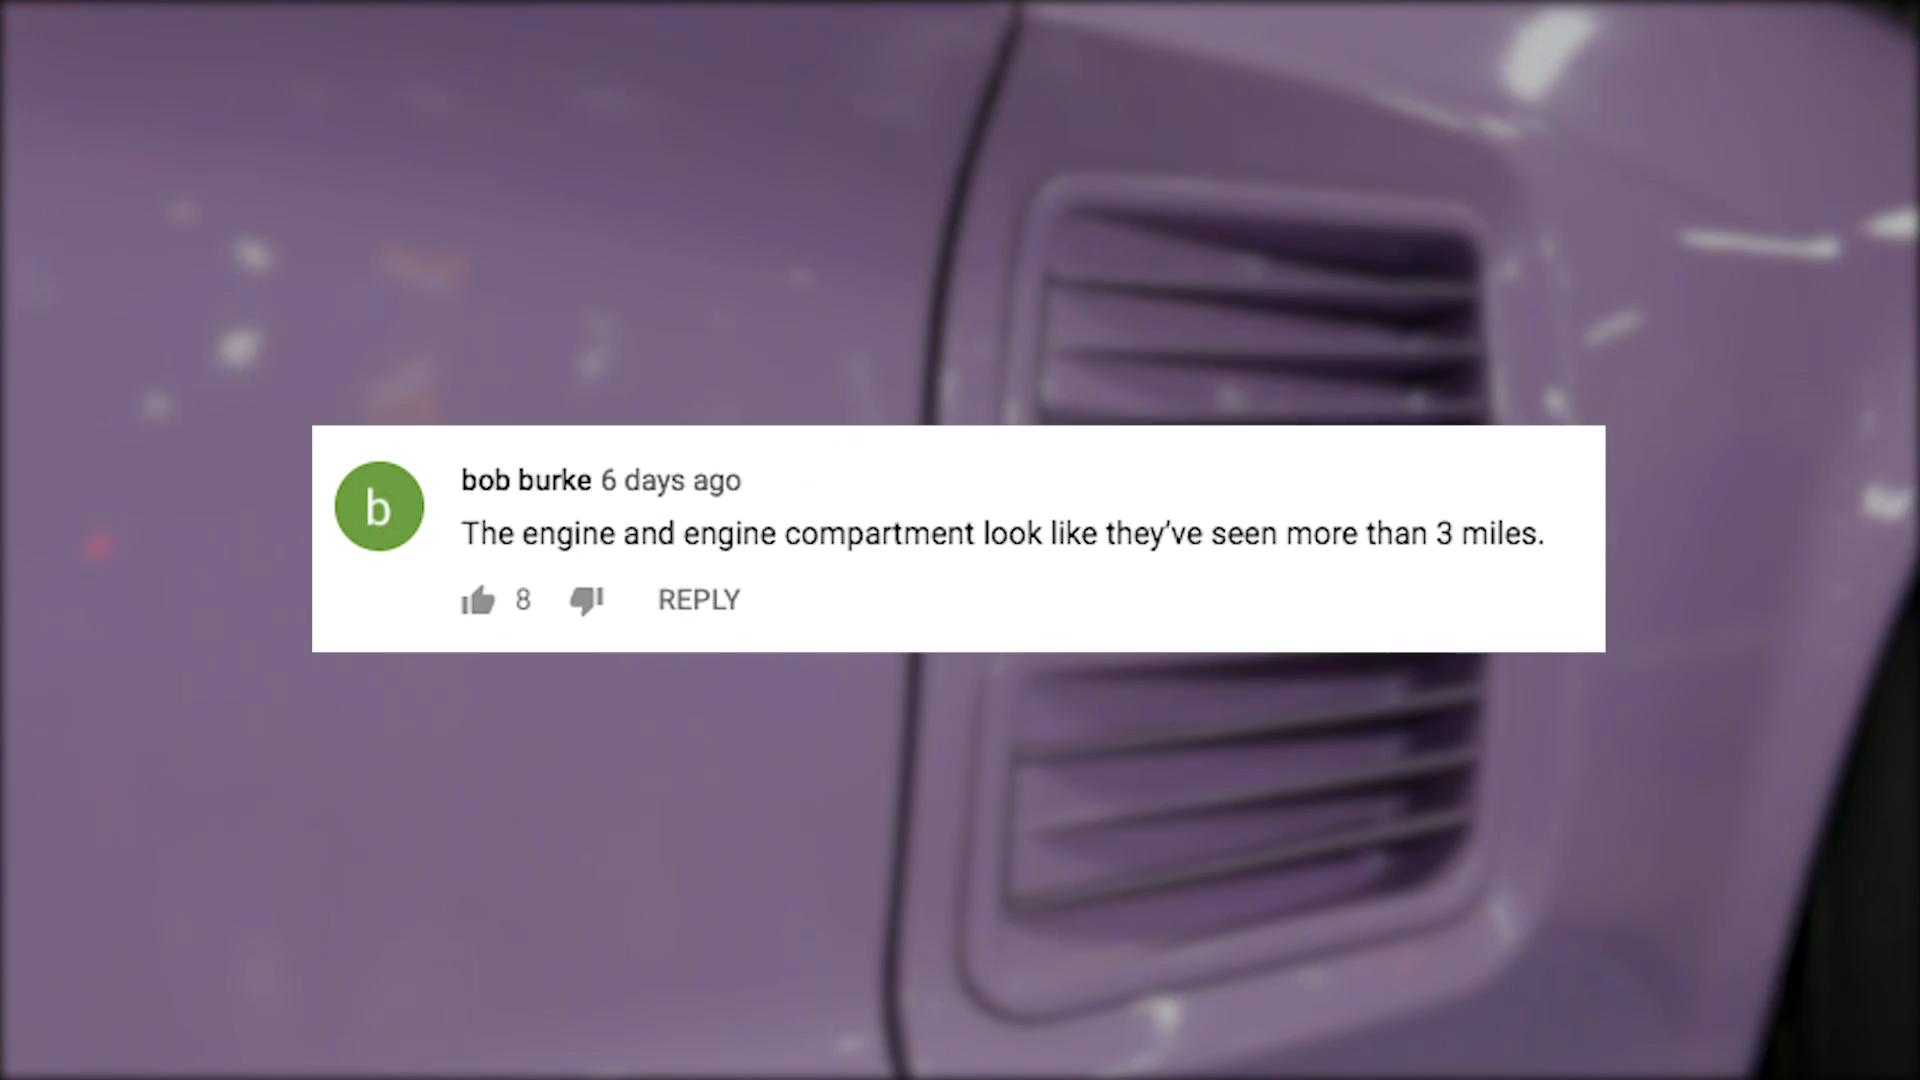 b
bob burke 6 days ago
The engine and engine compartment look like they’ve seen more than 3 miles.
8 REPLY